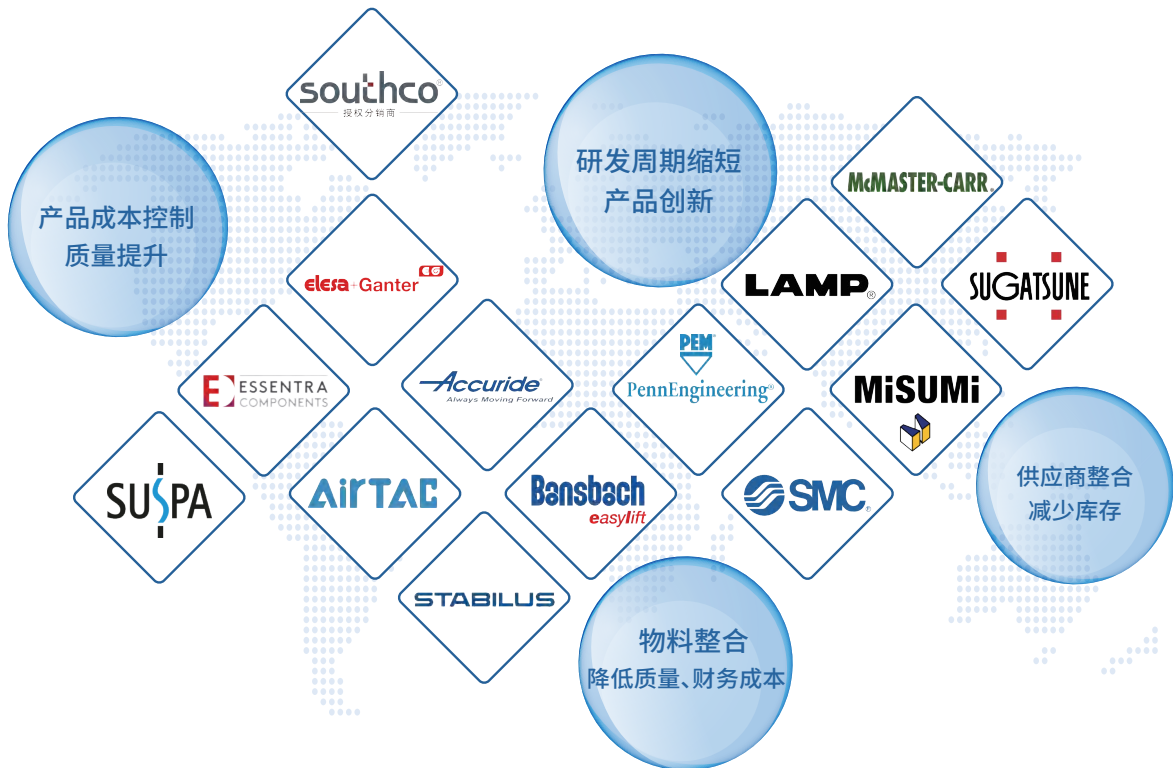 southco®
授权分销商
研发周期缩短
产品创新
McMASTER-CARR®
产品成本控制
质量提升
elesa+Ganter
LAMP®
SUGATSUNE
PEM®
PennEngineering®
ESSENTRA
COMPONENTS
Accuride®
Always Moving Forward
MiSUMi
SUSPA
AirTAC
Bansbach
easylift
SMC®
供应商整合
减少库存
STABILUS
物料整合
降低质量、财务成本